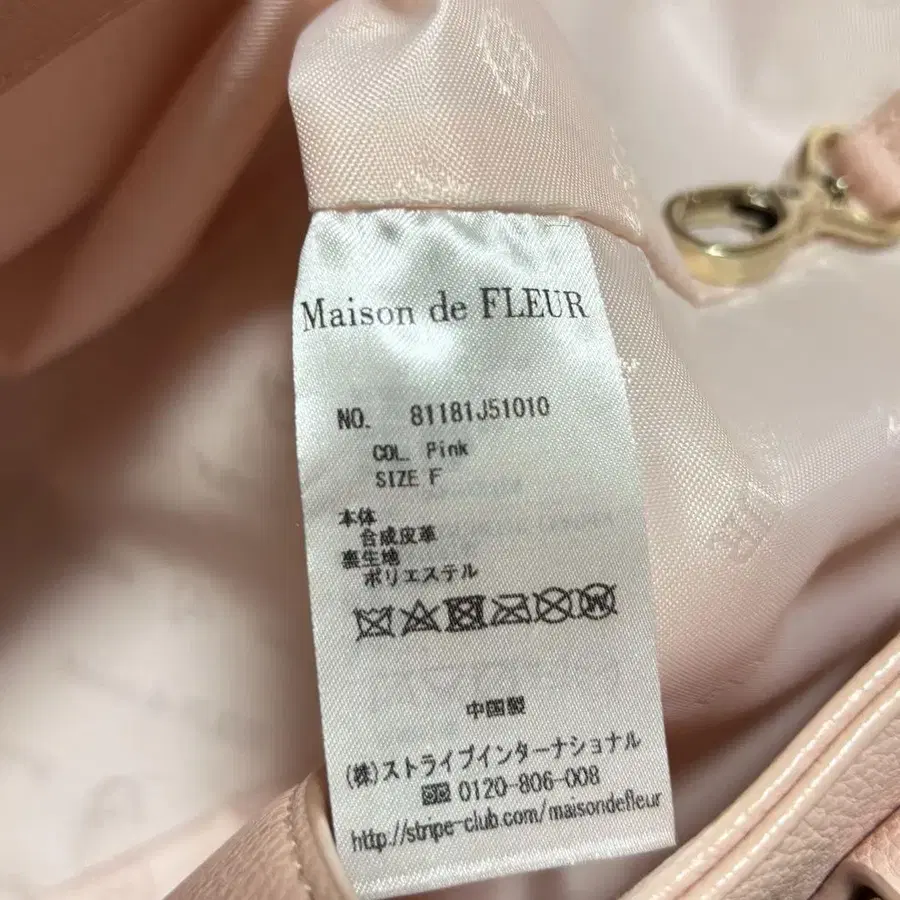 Maison de FLEUR
NO. 81181J51010
COL. Pink
SIZE F
本体
合成皮革
裏生地
ポリエステル
W
中国製
(株)ストライプインターナショナル
0120-806-008
http://stripe-club.com/maisondefleur